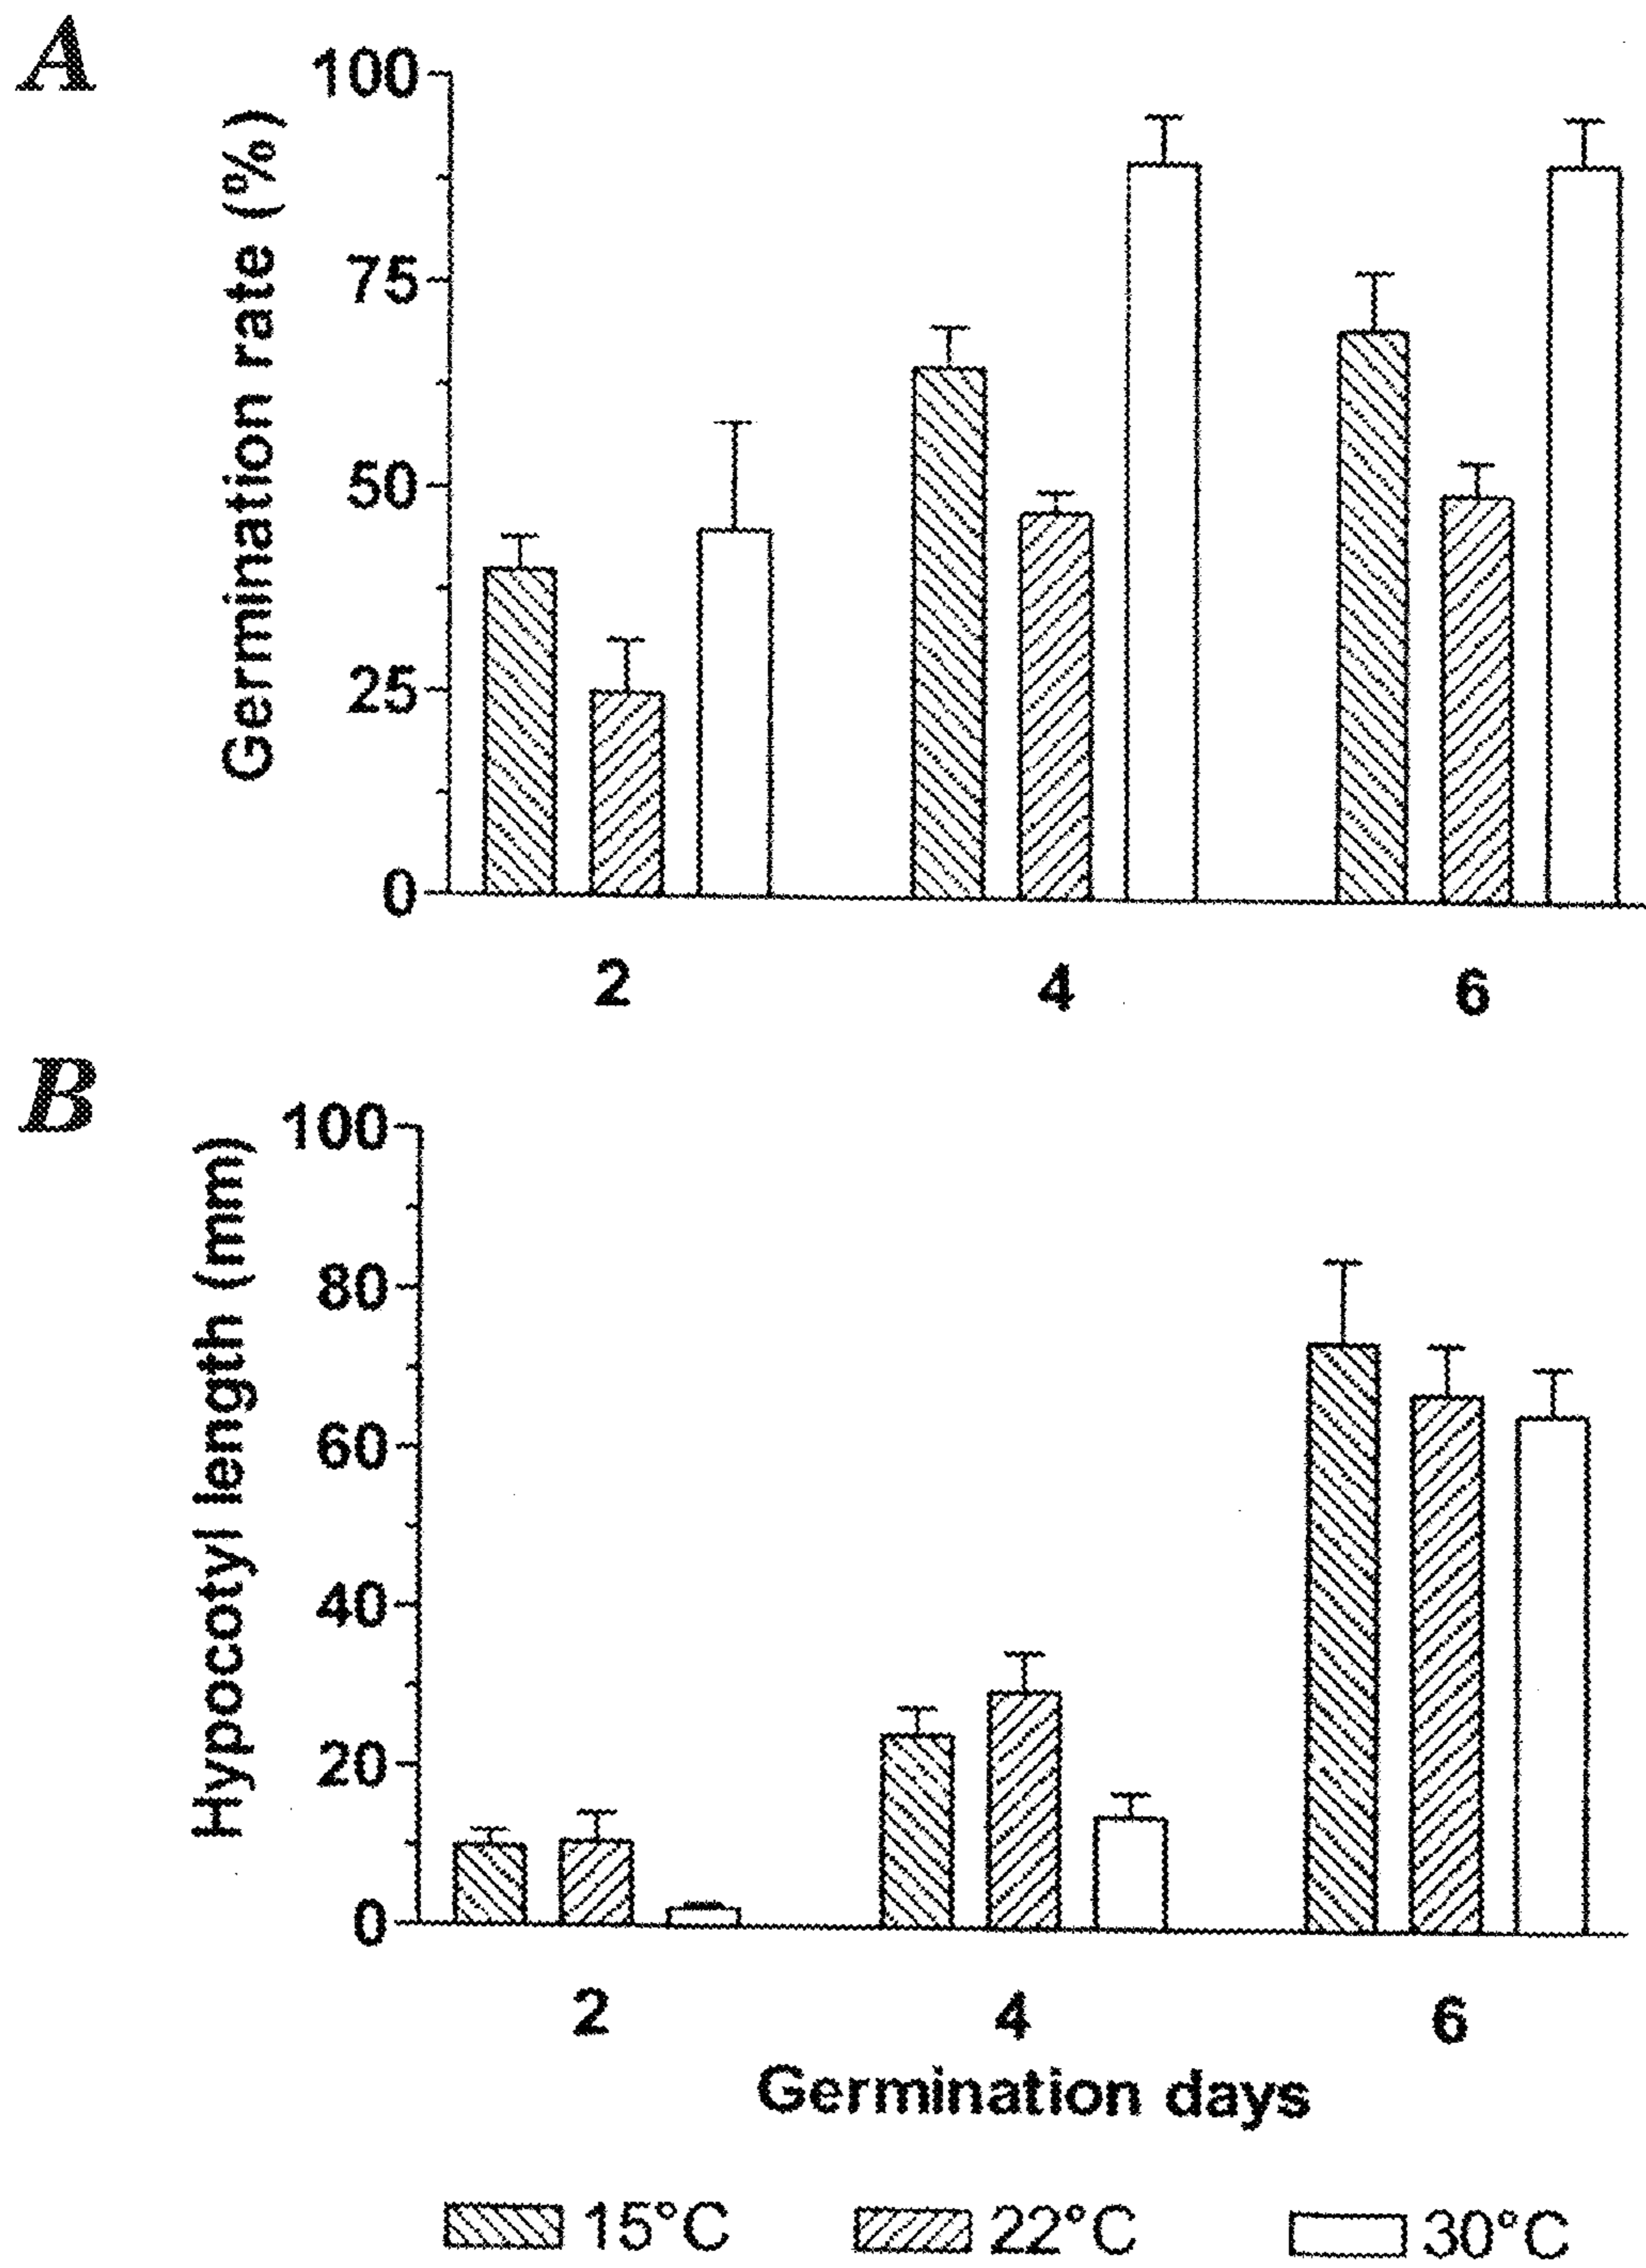 A
Germination rate (%)
100
75
50
25
0
2 4 6
B
Hypocotyl length (mm)
100
80
60
40
20
0
2 4 6
Germination days
15°C 22°C 30°C